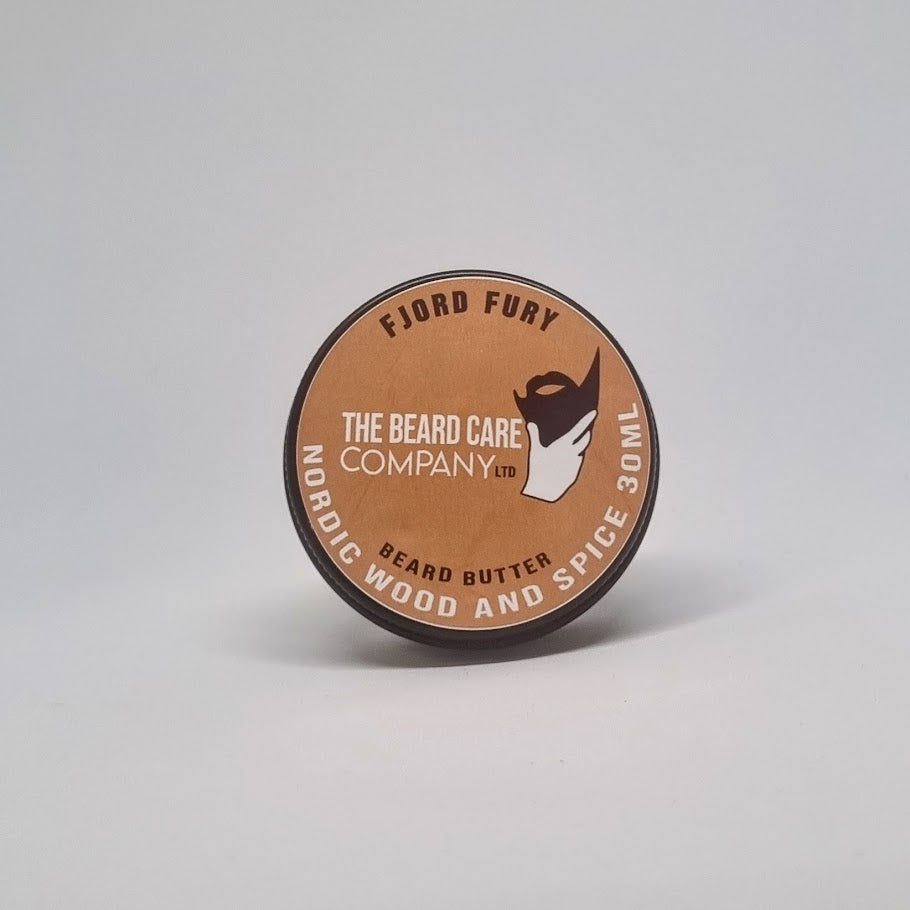 FJORD FURY
THE BEARD CARE
COMPANY LTD
BEARD BUTTER
NORDIC WOOD AND SPICE 30ML